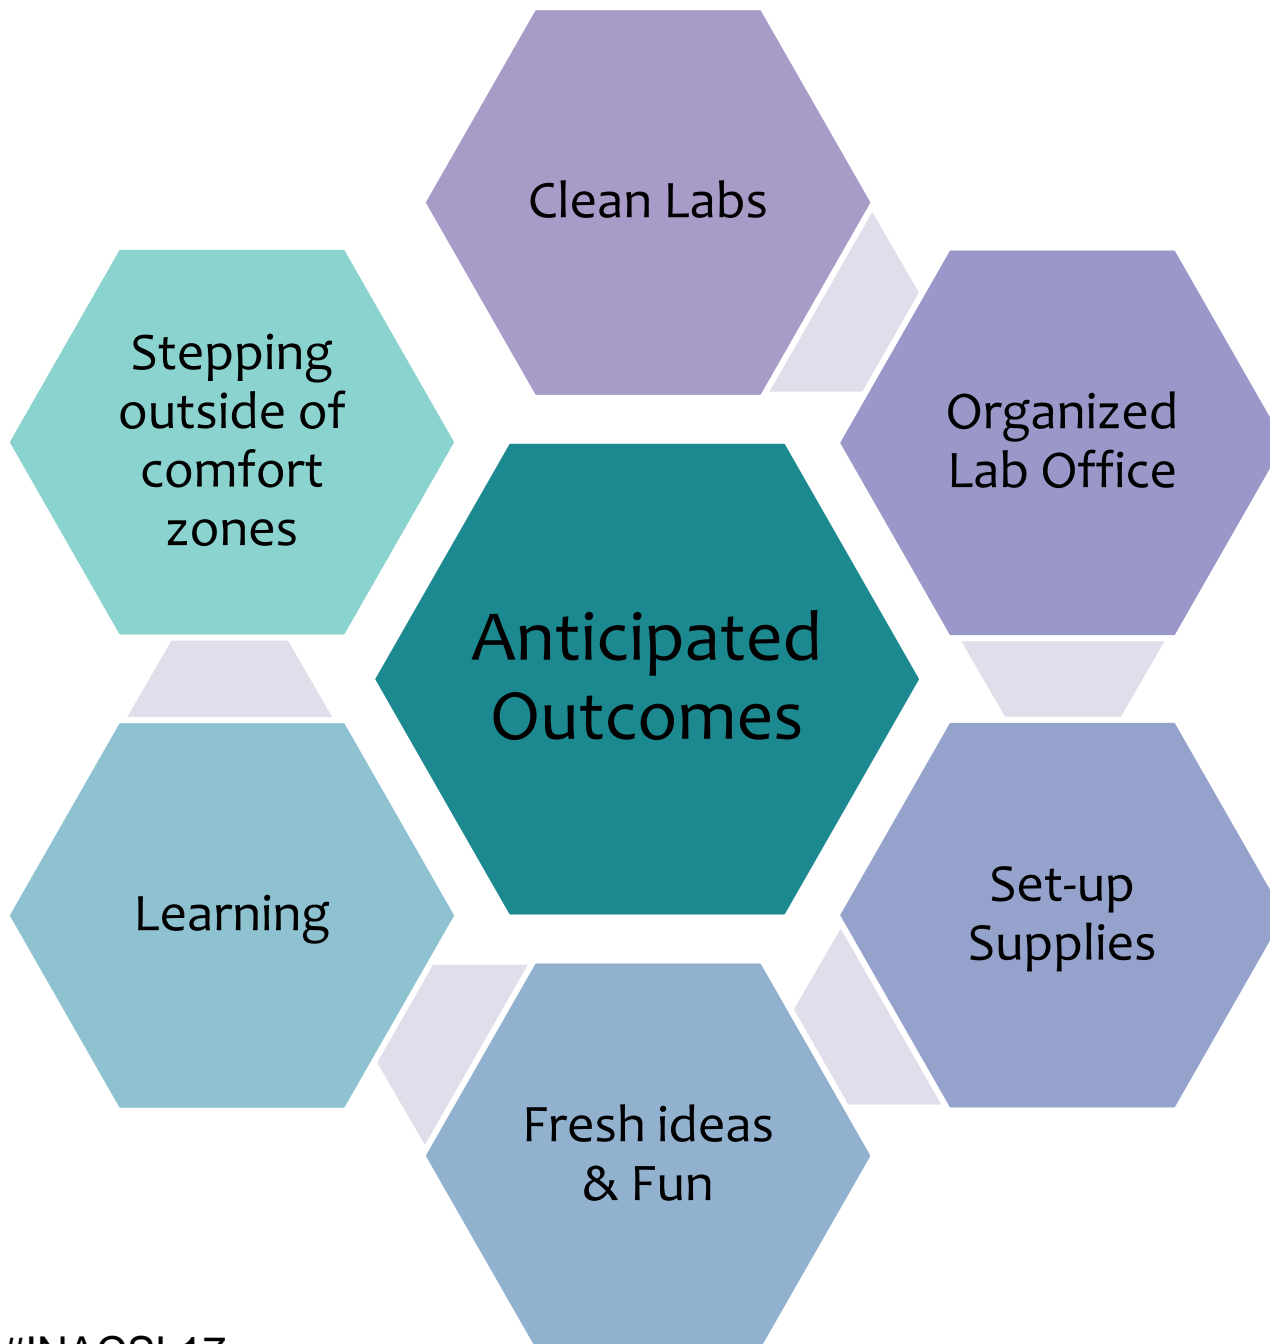 Clean Labs
Organized
Lab Office
Set-up
Supplies
Fresh ideas
& Fun
Learning
Stepping
outside of
comfort
zones
Anticipated
Outcomes